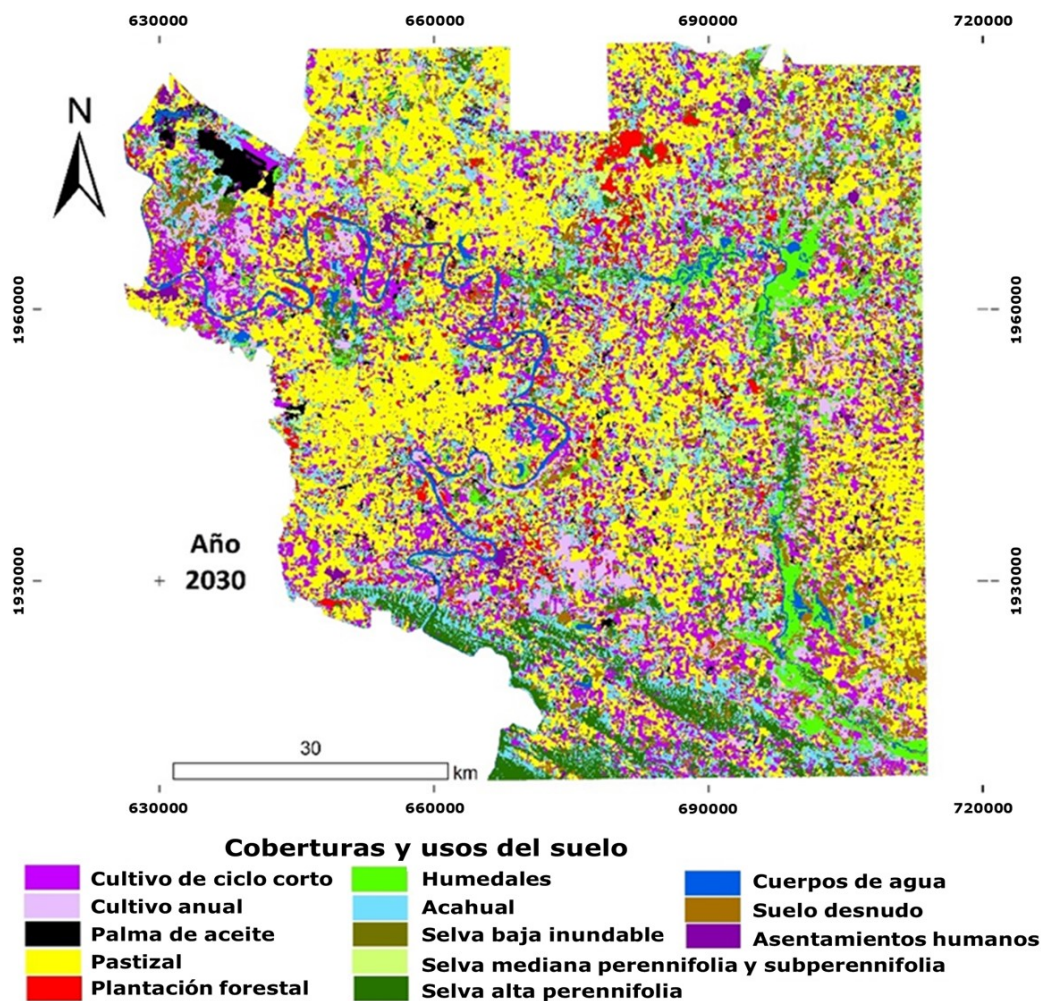 630000 660000 690000 720000
N
1960000 1960000
Año
2030
1930000 1930000
30
km
630000 660000 690000 720000
Coberturas y usos del suelo
Cultivo de ciclo corto
Cultivo anual
Palma de aceite
Pastizal
Plantación forestal
Humedales
Acahual
Selva baja inundable
Selva mediana perennifolia y subperennifolia
Selva alta perennifolia
Cuerpos de agua
Suelo desnudo
Asentamientos humanos